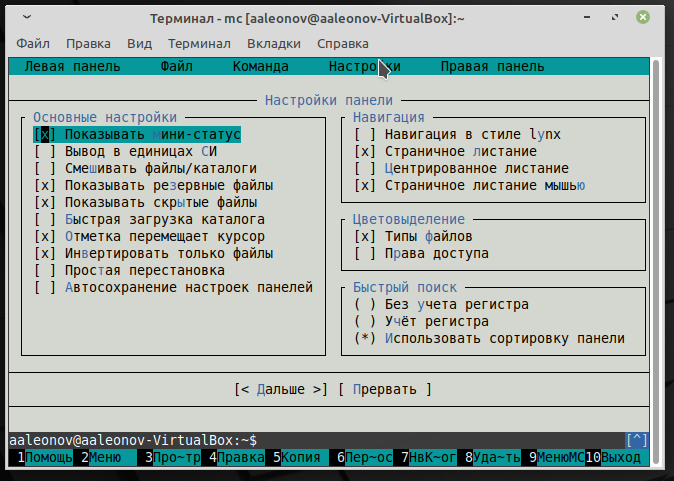 Терминал - mc [aaleonov@aaleonov-VirtualBox]:~
Файл Правка Вид Терминал Вкладки Справка
Левая панель Файл Команда Настройки Правая панель
Настройки панели
Основные настройки
[x] Показывать мини-статус
[ ] Вывод в единицах СИ
[ ] Смешивать файлы/каталоги
[x] Показывать резервные файлы
[x] Показывать скрытые файлы
[ ] Быстрая загрузка каталога
[x] Отметка перемещает курсор
[x] Инвертировать только файлы
[ ] Простая перестановка
[ ] Автосохранение настроек панелей
Навигация
[ ] Навигация в стиле lynx
[x] Страничное листание
[ ] Центрированное листание
[x] Страничное листание мышью
Цветовыделение
[x] Типы файлов
[ ] Права доступа
Быстрый поиск
( ) Без учета регистра
( ) Учёт регистра
(*) Использовать сортировку панели
[< Дальше >] [ Прервать ]
aaleonov@aaleonov-VirtualBox:~$ [^]
1Помощь 2Меню 3Про~тр 4Правка 5Копия 6Пер~ос 7НвК~ог 8Уда~ть 9МенюMC 10Выход